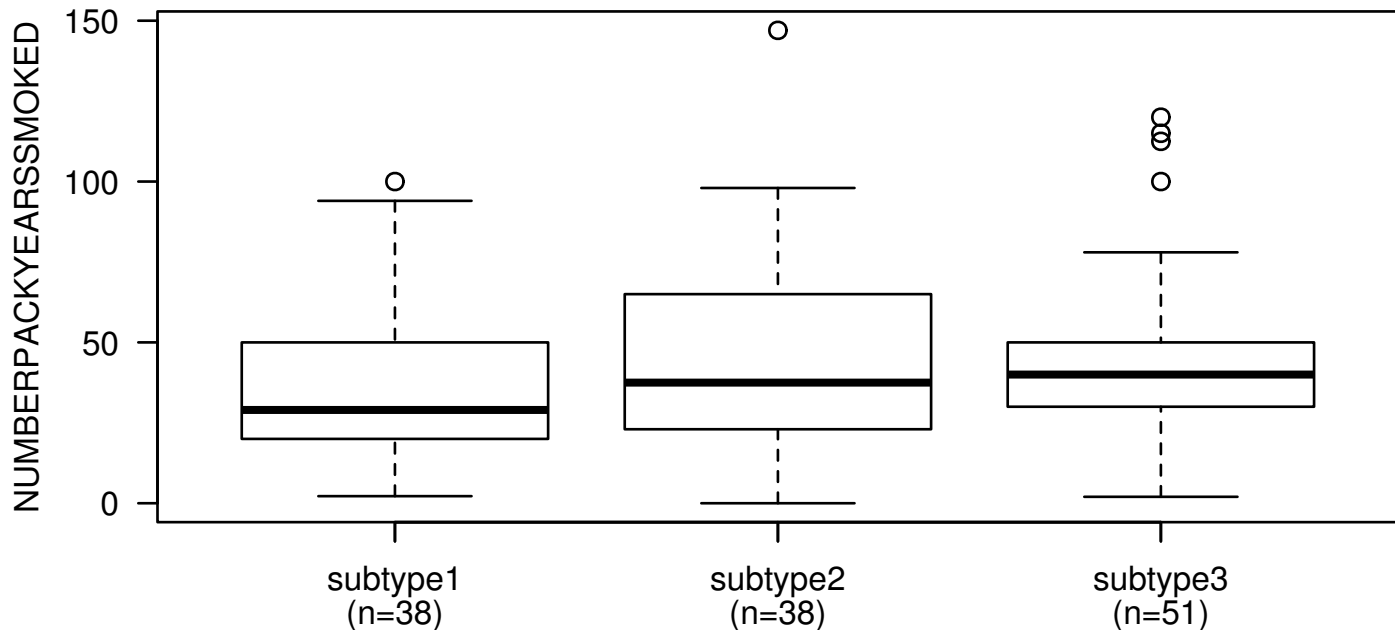 NUMBERPACKYEARSSMOKED
150
100
50
0
subtype1
(n=38)
subtype2
(n=38)
subtype3
(n=51)